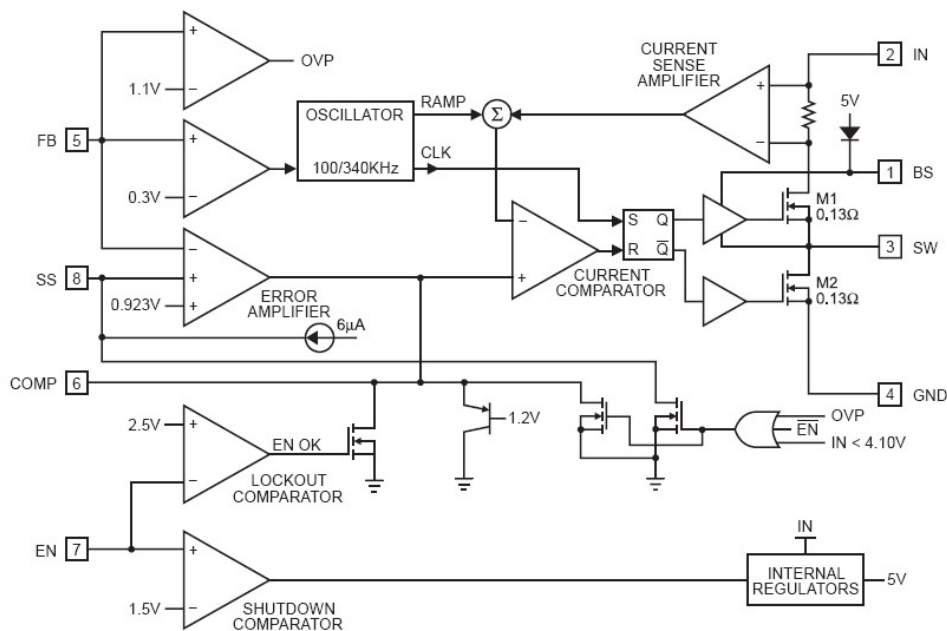 +
OVP
1.1V
−
FB
5
+
0.3V
−
OSCILLATOR
100/340KHz
RAMP
CLK
Σ
CURRENT
SENSE
AMPLIFIER
+
−
2
IN
5V
1
BS
M1
0.13Ω
3
SW
M2
0.13Ω
4
GND
−
+
S Q
R Q̅
CURRENT
COMPARATOR
SS
8
−
+
0.923V
+
ERROR
AMPLIFIER
6µA
COMP
6
2.5V
+
−
EN OK
LOCKOUT
COMPARATOR
1.2V
OVP
E̅N̅
IN < 4.10V
EN
7
+
1.5V
−
SHUTDOWN
COMPARATOR
IN
INTERNAL
REGULATORS
5V